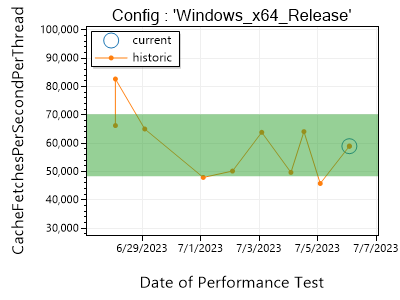 Config : 'Windows_x64_Release'
CacheFetchesPerSecondPerThread
100,000
90,000
80,000
70,000
60,000
50,000
40,000
30,000
current
historic
6/29/2023
7/1/2023
7/3/2023
7/5/2023
7/7/2023
Date of Performance Test